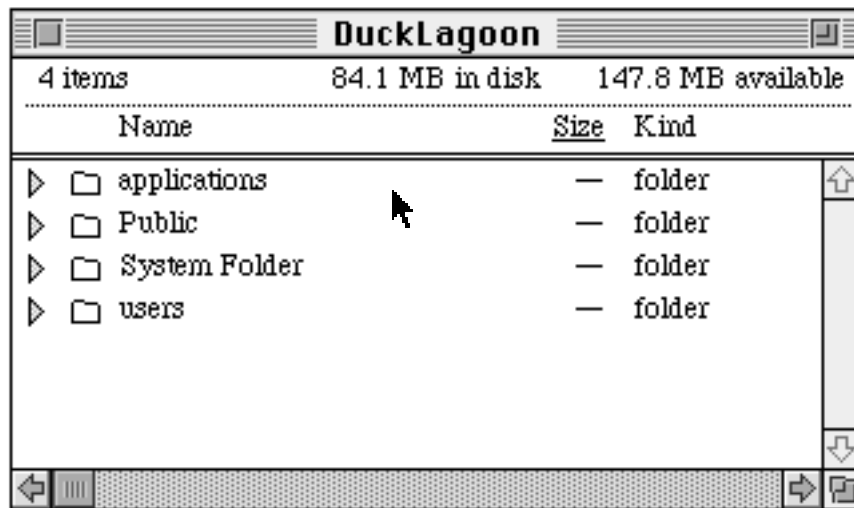 DuckLagoon
4 items 84.1 MB in disk 147.8 MB available
Name Size Kind
applications — folder
Public — folder
System Folder — folder
users — folder